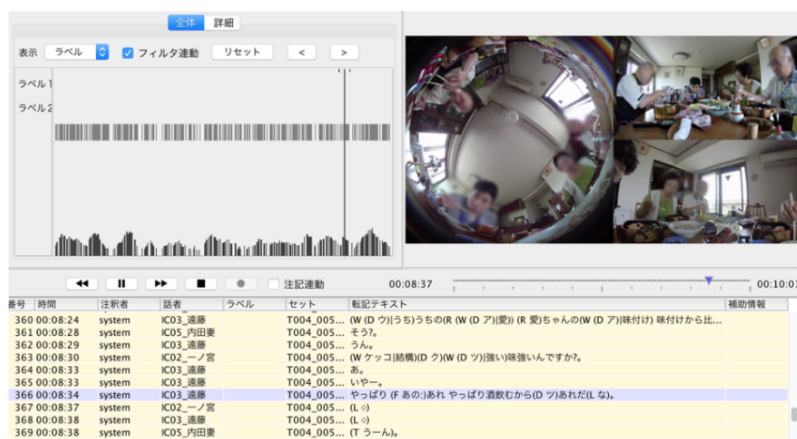 全体 詳細
表示 ラベル フィルタ連動 リセット < >
ラベル1
ラベル2
注記連動 00:08:37 00:10:01
番号 時間 注釈者 話者 ラベル セット 転記テキスト 補助情報
360 00:08:24 system IC03_遠藤 T004_005... (W (D ウ)|うち)うちの(R (W (D ア)|愛)) (R 愛)ちゃんの(W (D ア)|味付け) 味付けから比...
361 00:08:28 system IC05_内田妻 T004_005... そう?。
362 00:08:29 system IC03_遠藤 T004_005... うん。
363 00:08:30 system IC02_一ノ宮 T004_005... (W ケッコ|結構)(D ク)(W (D ツ)|強い)味強いんですか?。
364 00:08:33 system IC03_遠藤 T004_005... あ。
365 00:08:33 system IC03_遠藤 T004_005... いやー。
366 00:08:34 system IC03_遠藤 T004_005... やっぱり (F あの:)あれ やっぱり酒飲むから(D ツ)あれだ(L な)。
367 00:08:37 system IC02_一ノ宮 T004_005... (L ○)
368 00:08:38 system IC03_遠藤 T004_005... (L ○)
369 00:08:38 system IC05_内田妻 T004_005... (T うーん)。